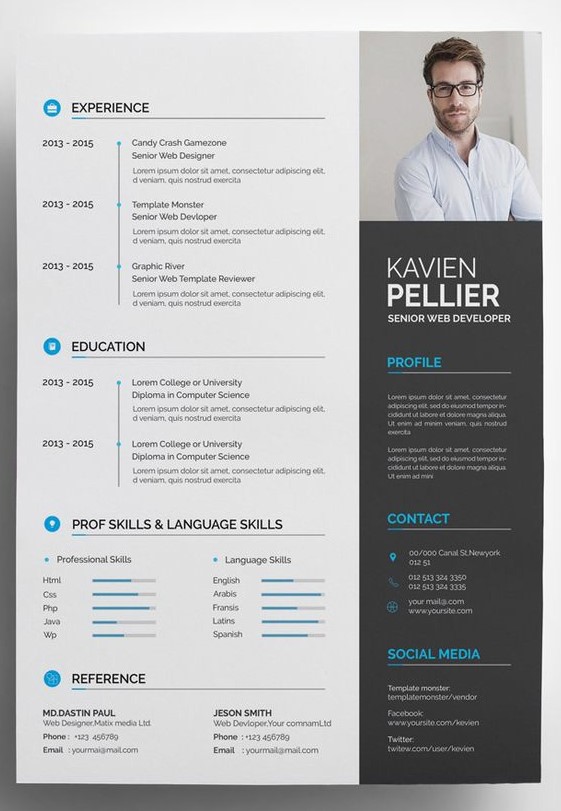 EXPERIENCE
2013 - 2015
Candy Crash Gamezone
Senior Web Designer
Lorem ipsum dolor sit amet, consectetur adipiscing elit,
d veniam, quis nostrud exercita
2013 - 2015
Template Monster
Senior Web Devloper
Lorem ipsum dolor sit amet, consectetur adipiscing elit,
d veniam, quis nostrud exercita
2013 - 2015
Graphic River
Senior Web Template Reviewer
Lorem ipsum dolor sit amet, consectetur adipiscing elit,
d veniam, quis nostrud exercita
EDUCATION
2013 - 2015
Lorem College or University
Diploma in Computer Science
Lorem ipsum dolor sit amet, consectetur adipiscing elit,
d veniam, quis nostrud exercita
2013 - 2015
Lorem College or University
Diploma in Computer Science
Lorem ipsum dolor sit amet, consectetur adipiscing elit,
d veniam, quis nostrud exercita
PROF SKILLS & LANGUAGE SKILLS
Professional Skills
Html
Css
Php
Java
Wp
Language Skills
English
Arabis
Fransis
Latins
Spanish
REFERENCE
MD.DASTIN PAUL
Web Designer,Matix media Ltd.
Phone : +123 456789
Email : yourmai@mail.com
JESON SMITH
Web Devloper,Your comnamLtd
Phone : +123 456789
Email : yourmai@mail.com
KAVIEN
PELLIER
SENIOR WEB DEVELOPER
PROFILE
Lorem ipsum dolor sit amet, consectetur
adipiscing elit, sed do eiusmod tempor in-
cididunt ut labore et dolore magna aliqua.
Ut enim ad minim veniam, quis nostrud
exercita
Lorem ipsum dolor sit amet, consectetur
adipiscing elit, sed do eiusmod tempor in-
cididunt ut labore et dolore magna aliqua.
Ut enim ad mini
CONTACT
00/000 Canal St.Newyork
012 51
012 513 324 3350
012 513 324 3335
your mail@.com
www.yoursite.com
SOCIAL MEDIA
Template monster:
templatemonster/vendor
Facebook:
www.yoursite.com/kevien
Twitter:
twitew.com/user/kevien